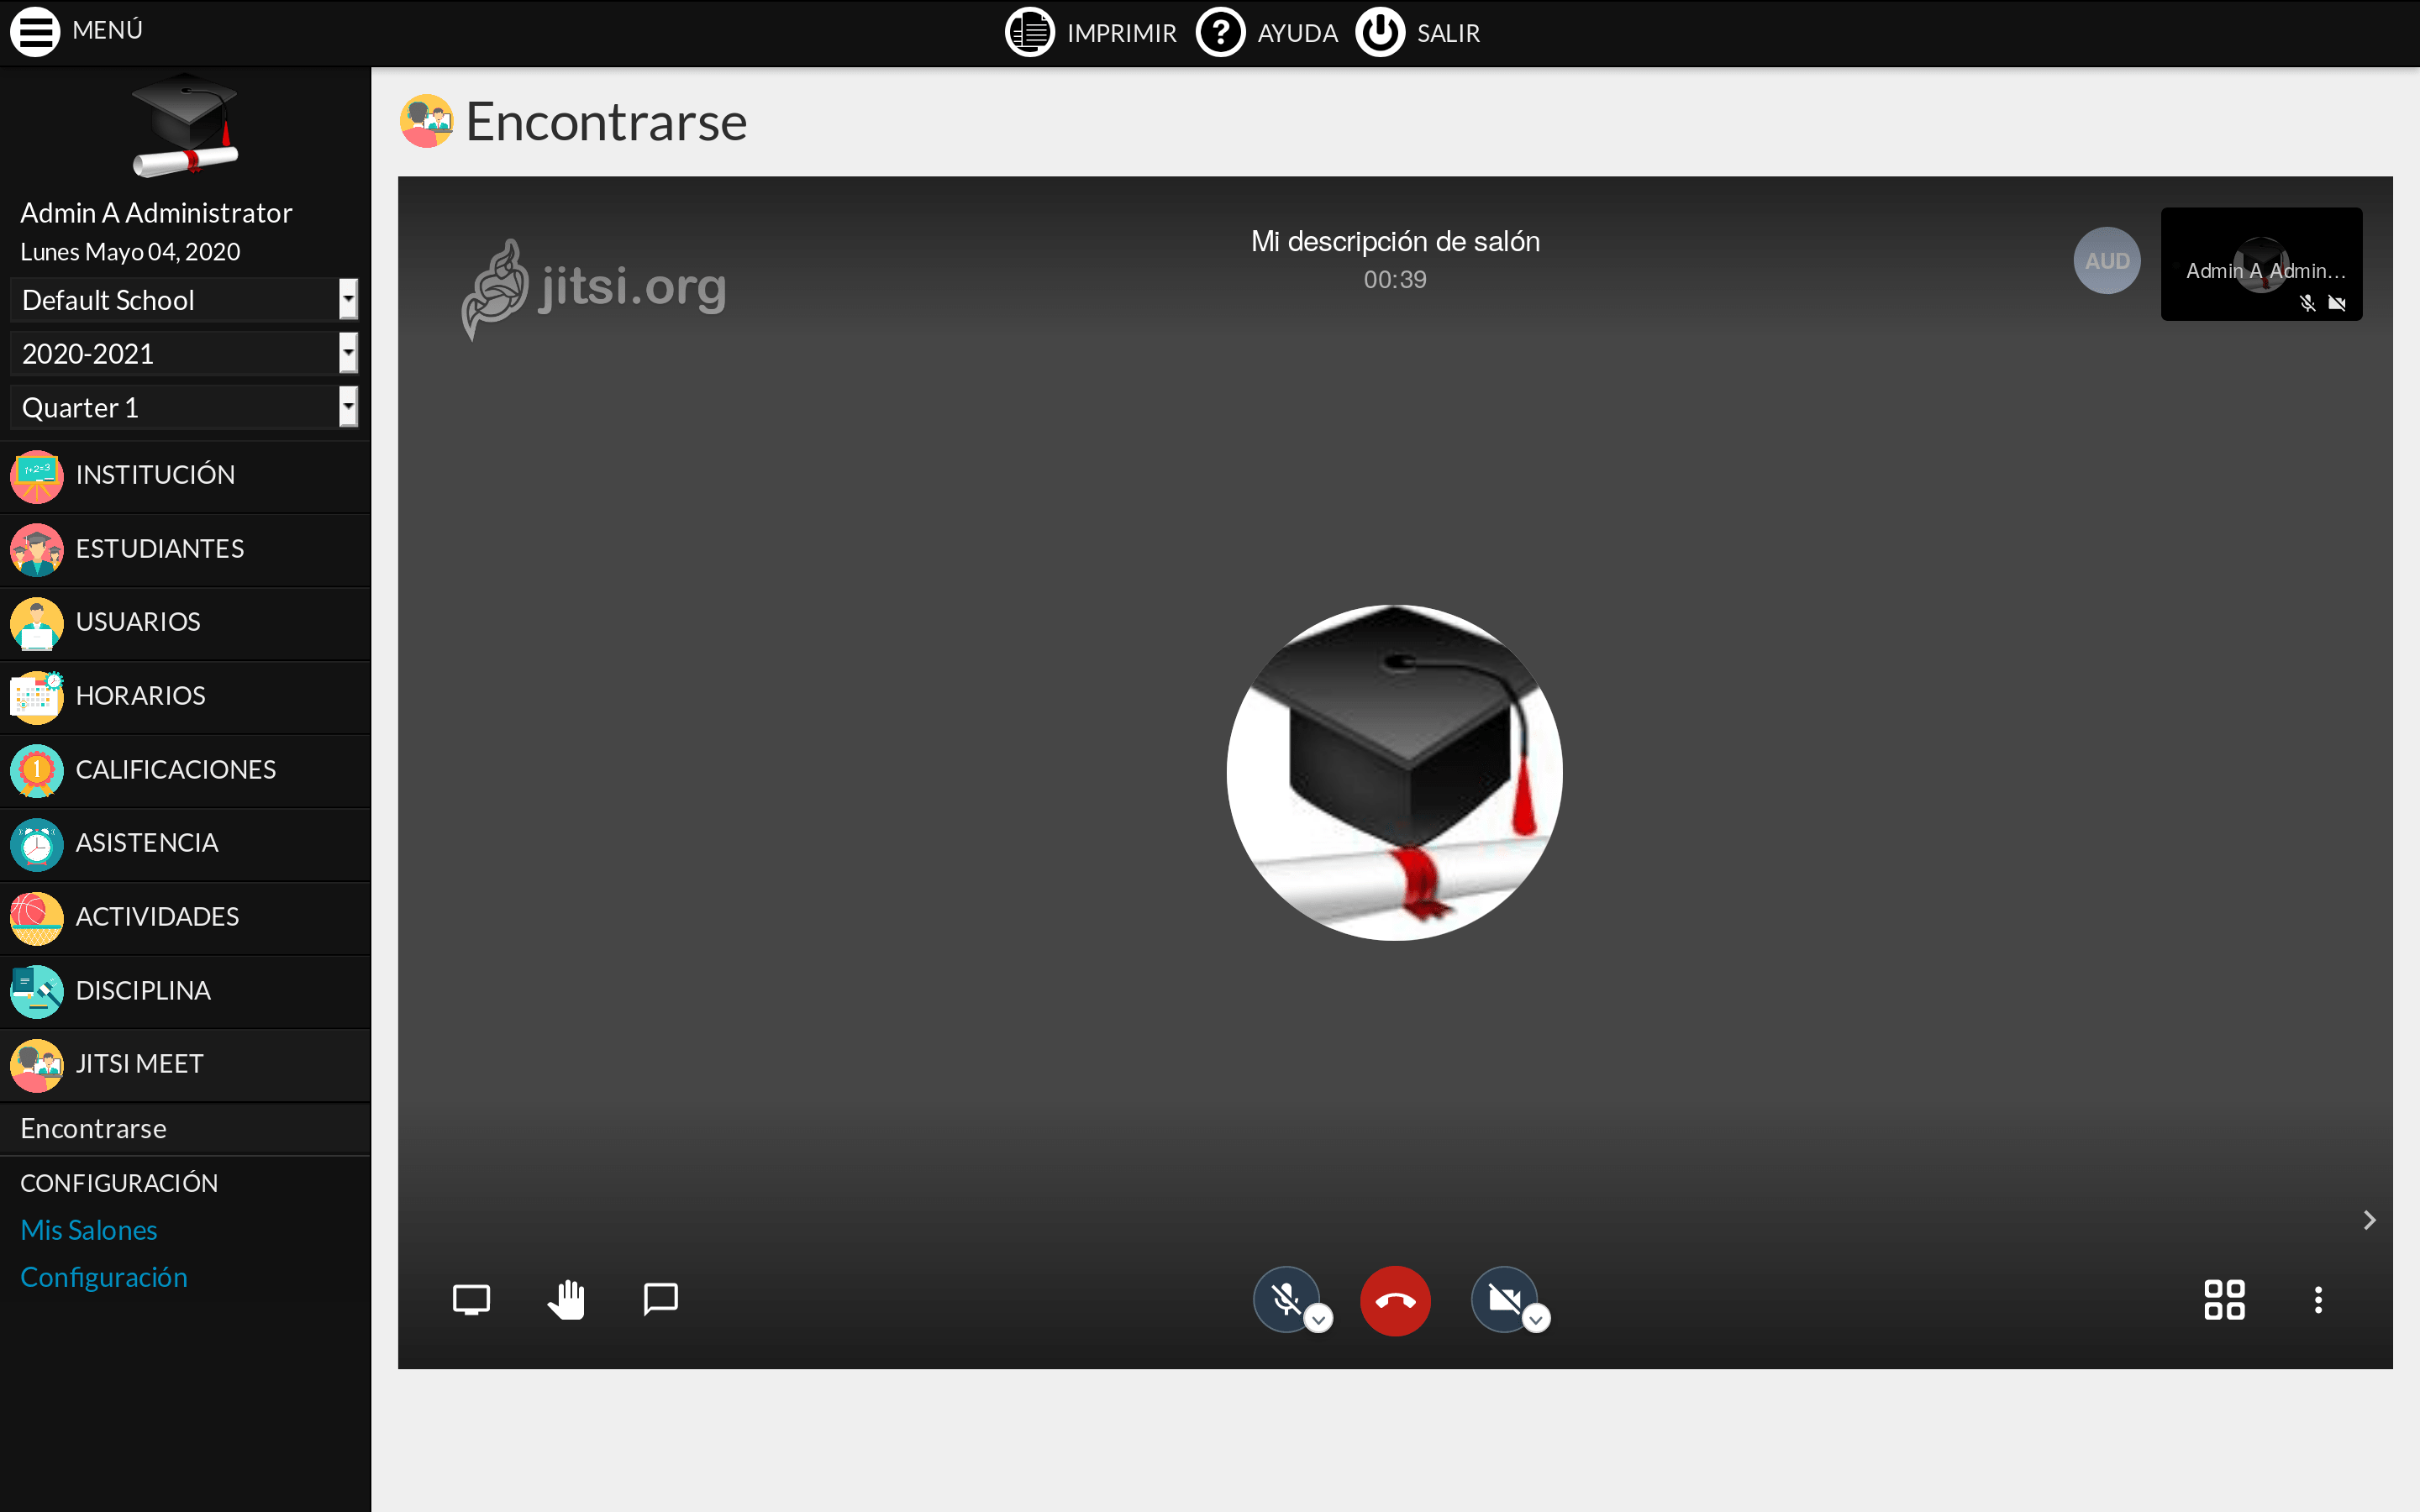 MENÚ
IMPRIMIR
AYUDA
SALIR
Admin A Administrator
Lunes Mayo 04, 2020
Default School
2020-2021
Quarter 1
INSTITUCIÓN
ESTUDIANTES
USUARIOS
HORARIOS
CALIFICACIONES
ASISTENCIA
ACTIVIDADES
DISCIPLINA
JITSI MEET
Encontrarse
CONFIGURACIÓN
Mis Salones
Configuración
Encontrarse
jitsi.org
Mi descripción de salón
00:39
AUD
Admin A Admin...